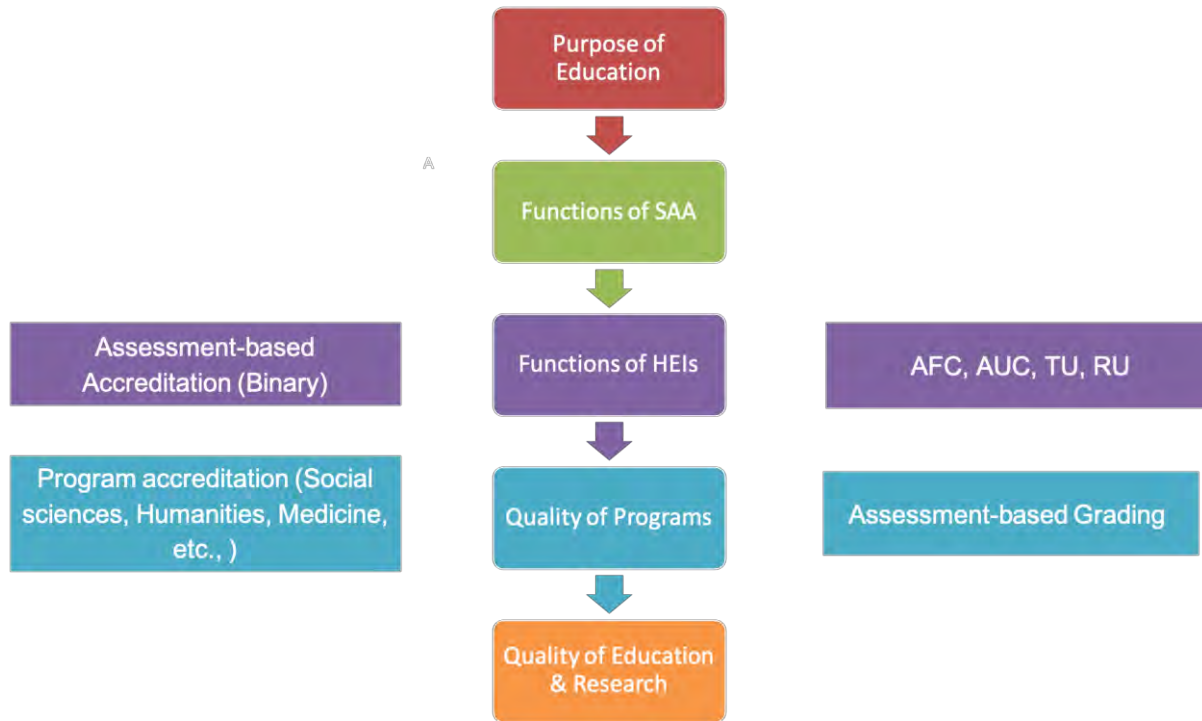 Purpose of
Education
A
Functions of SAA
Assessment-based
Accreditation (Binary)
Functions of HEIs
AFC, AUC, TU, RU
Program accreditation (Social
sciences, Humanities, Medicine,
etc., )
Quality of Programs
Assessment-based Grading
Quality of Education
& Research